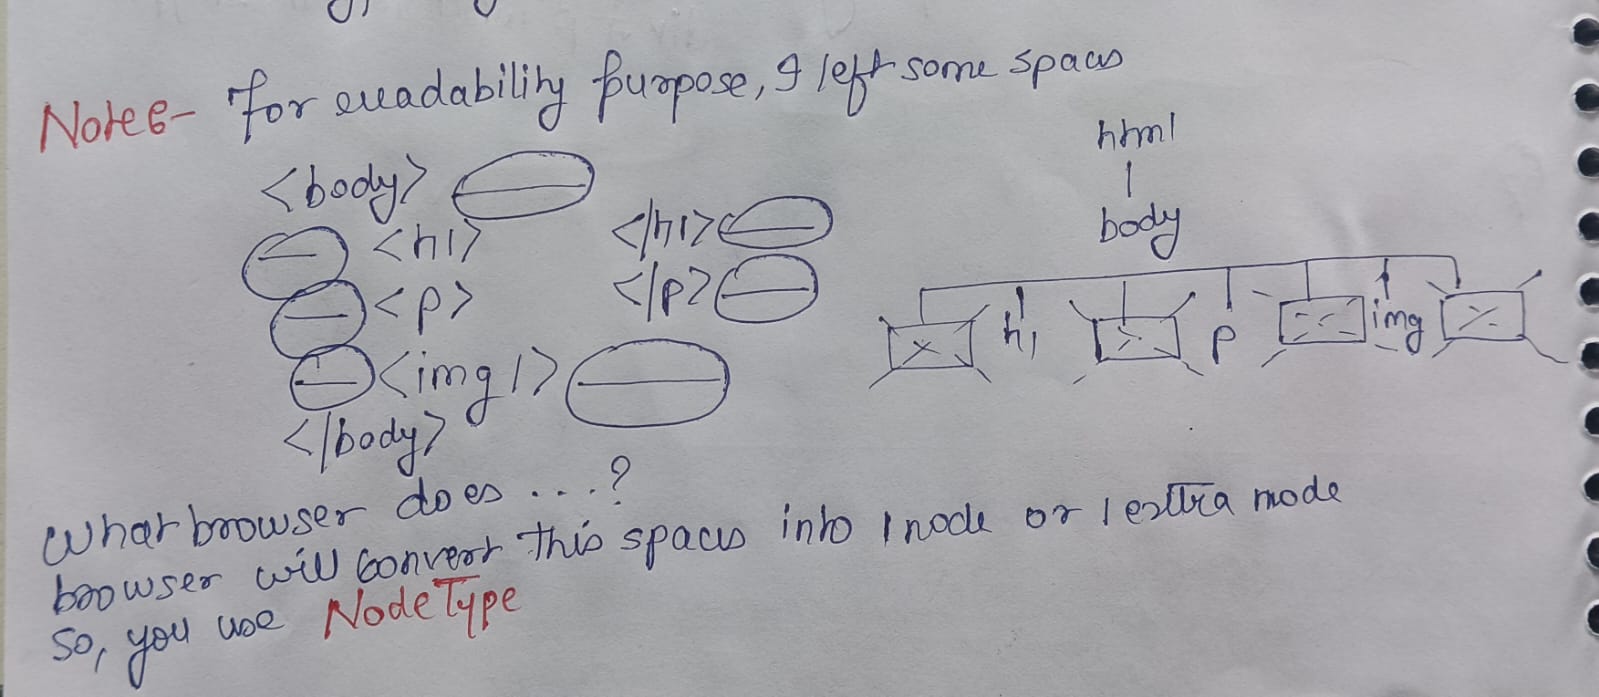 Note:- For readability purpose, I left some spaces
<body>
<h1> </h1>
<p> </p>
<img />
</body>
html
body
h1 p img
What browser does ....?
browser will convert this spaces into 1 node or 1 extra node
So, you use NodeType